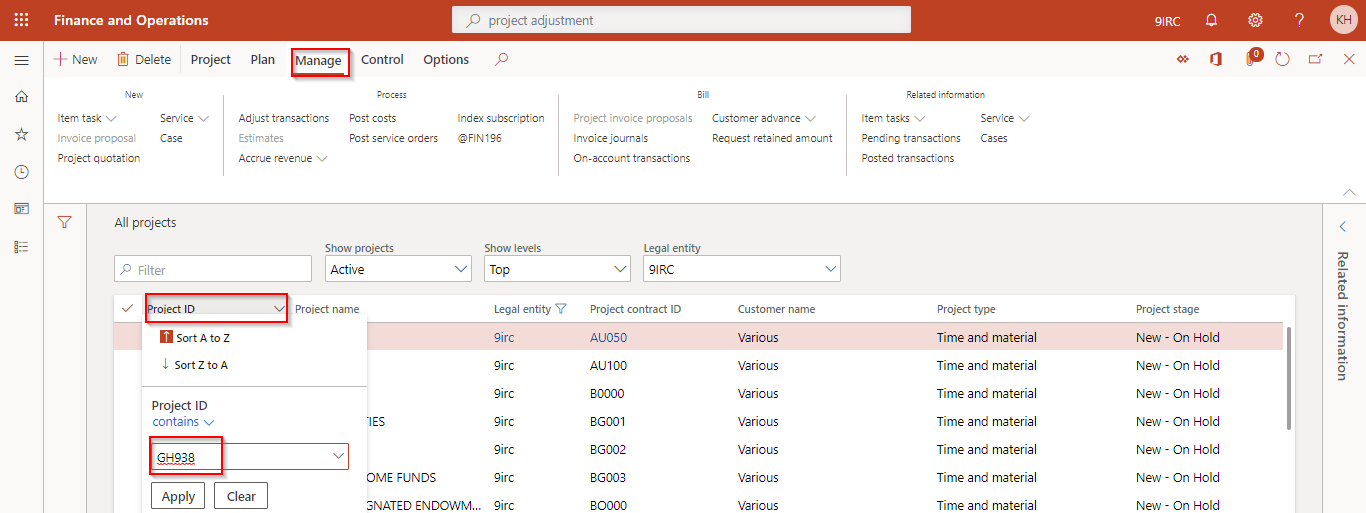 Finance and Operations
project adjustment
9IRC
KH
New
Delete
Project
Plan
Manage
Control
Options
0
New
Process
Bill
Related information
Item task
Service
Adjust transactions
Post costs
Index subscription
Project invoice proposals
Customer advance
Item tasks
Service
Invoice proposal
Case
Estimates
Post service orders
@FIN196
Invoice journals
Request retained amount
Pending transactions
Cases
Project quotation
Accrue revenue
On-account transactions
Posted transactions
All projects
Show projects
Show levels
Legal entity
Filter
Active
Top
9IRC
Related information
Project ID
Project name
Legal entity
Project contract ID
Customer name
Project type
Project stage
Sort A to Z
9irc
AU050
Various
Time and material
New - On Hold
Sort Z to A
9irc
AU100
Various
Time and material
New - On Hold
9irc
B0000
Various
Time and material
New - On Hold
Project ID
contains
TIES
9irc
BG001
Various
Time and material
New - On Hold
GH938
9irc
BG002
Various
Time and material
New - On Hold
OME FUNDS
9irc
BG003
Various
Time and material
New - On Hold
Apply
Clear
IGNATED ENDOWM...
9irc
BO000
Various
Time and material
New - On Hold